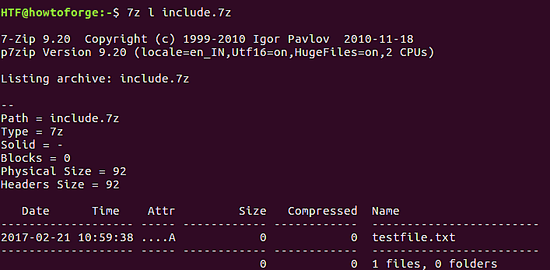 HTF@howtoforge:~$ 7z l include.7z
7-Zip 9.20  Copyright (c) 1999-2010 Igor Pavlov  2010-11-18
p7zip Version 9.20 (locale=en_IN,Utf16=on,HugeFiles=on,2 CPUs)
Listing archive: include.7z
--
Path = include.7z
Type = 7z
Solid = -
Blocks = 0
Physical Size = 92
Headers Size = 92
   Date      Time    Attr         Size   Compressed  Name
------------------- ----- ------------ ------------  ------------------------
2017-02-21 10:59:38 ....A            0            0  testfile.txt
------------------- ----- ------------ ------------  ------------------------
                                     0            0  1 files, 0 folders